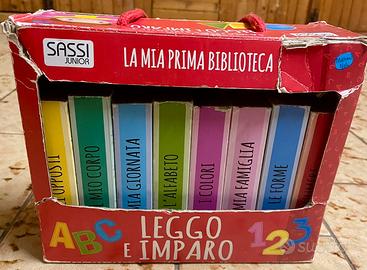 SASSI
JUNIOR
LA MIA PRIMA BIBLIOTECA
OPPOSTI
MIO CORPO
MIA GIORNATA
L'ALFABETO
I COLORI
MIA FAMIGLIA
LE FORME
ABC
LEGGO
E IMPARO
123